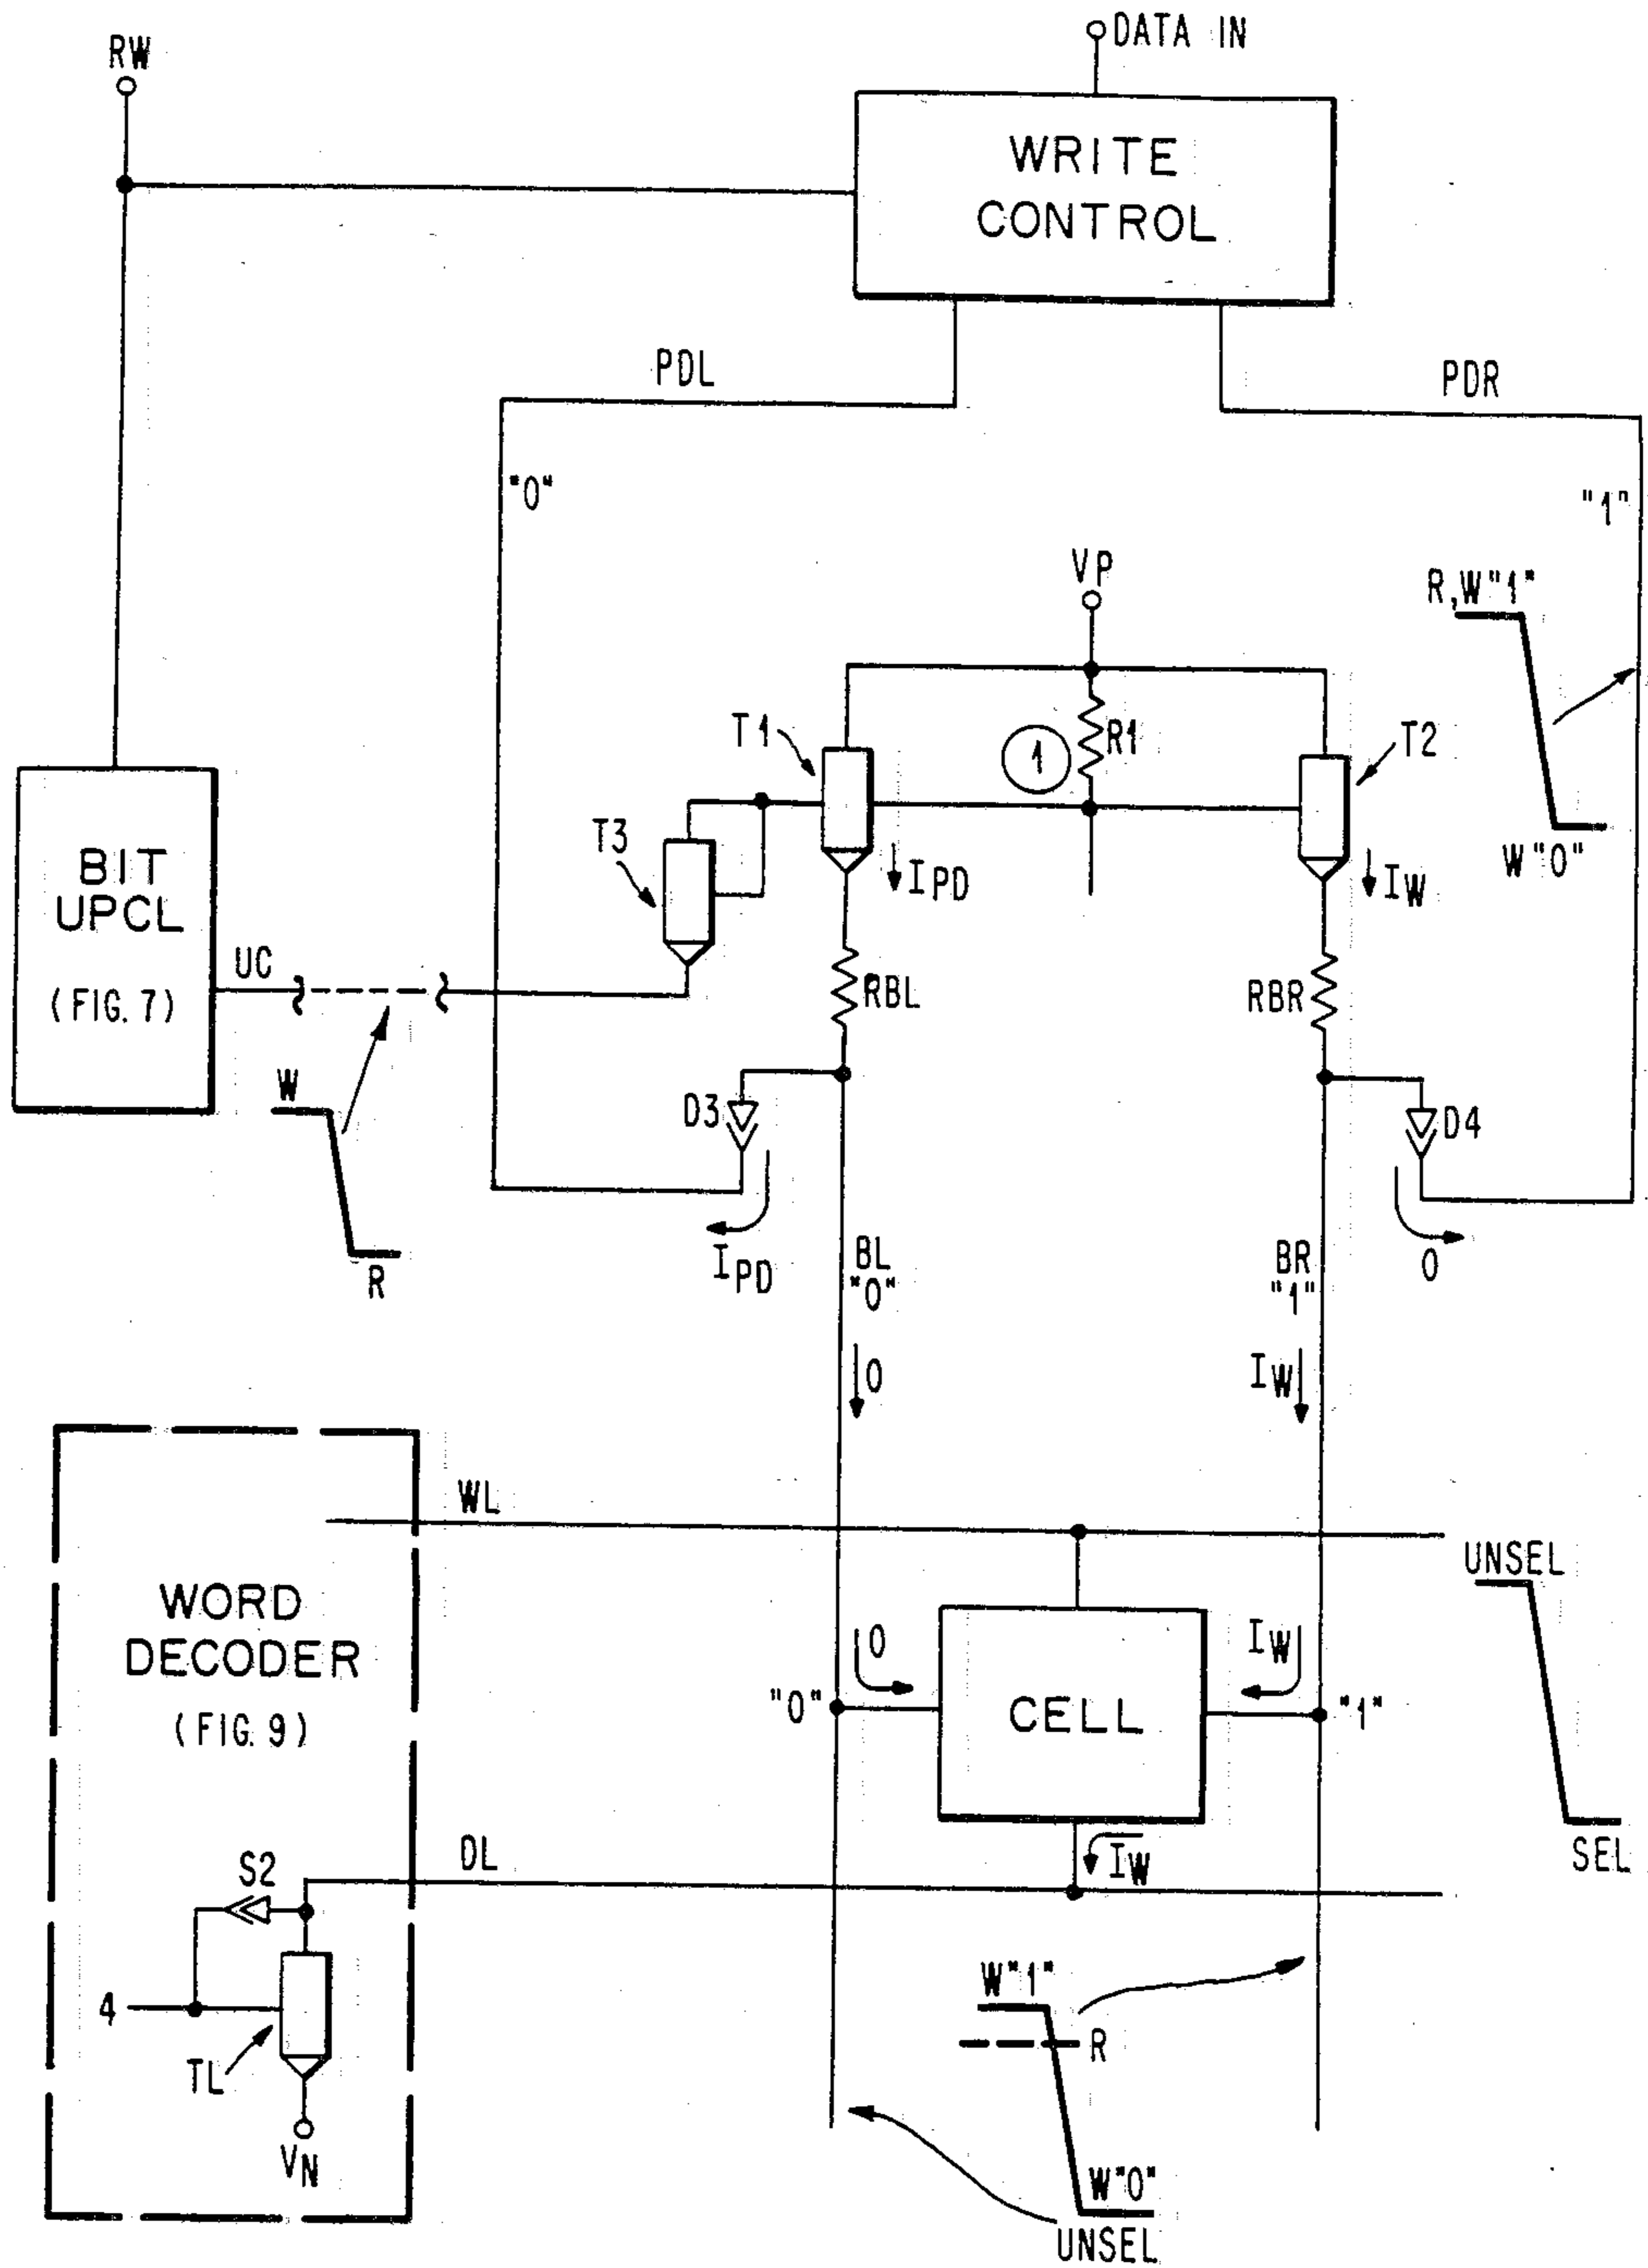 RW
DATA IN
WRITE
CONTROL
PDL
PDR
"0"
"1"
VP
R, W"1"
T1
1
R1
T2
T3
W"0"
IPD
IW
BIT
UPCL
(FIG. 7)
UC
RBL
RBR
W
D3
D4
R
IPD
BL
"0"
BR
"1"
0
0
IW
WL
UNSEL
WORD
DECODER
(FIG. 9)
0
IW
"0"
CELL
"1"
SEL
DL
IW
S2
4
TL
VN
W"1"
R
W"0"
UNSEL